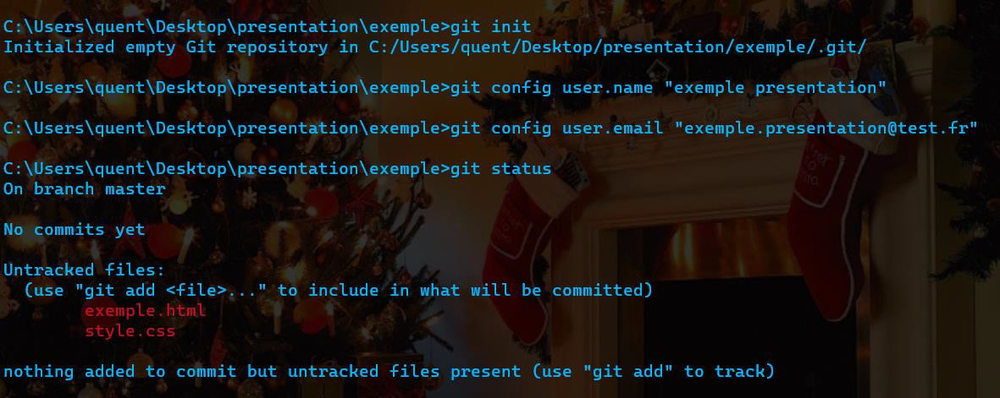 C:\Users\quent\Desktop\presentation\exemple>git init
Initialized empty Git repository in C:/Users/quent/Desktop/presentation/exemple/.git/
C:\Users\quent\Desktop\presentation\exemple>git config user.name "exemple presentation"
C:\Users\quent\Desktop\presentation\exemple>git config user.email "exemple.presentation@test.fr"
C:\Users\quent\Desktop\presentation\exemple>git status
On branch master
No commits yet
Untracked files:
  (use "git add <file>..." to include in what will be committed)
        exemple.html
        style.css
nothing added to commit but untracked files present (use "git add" to track)